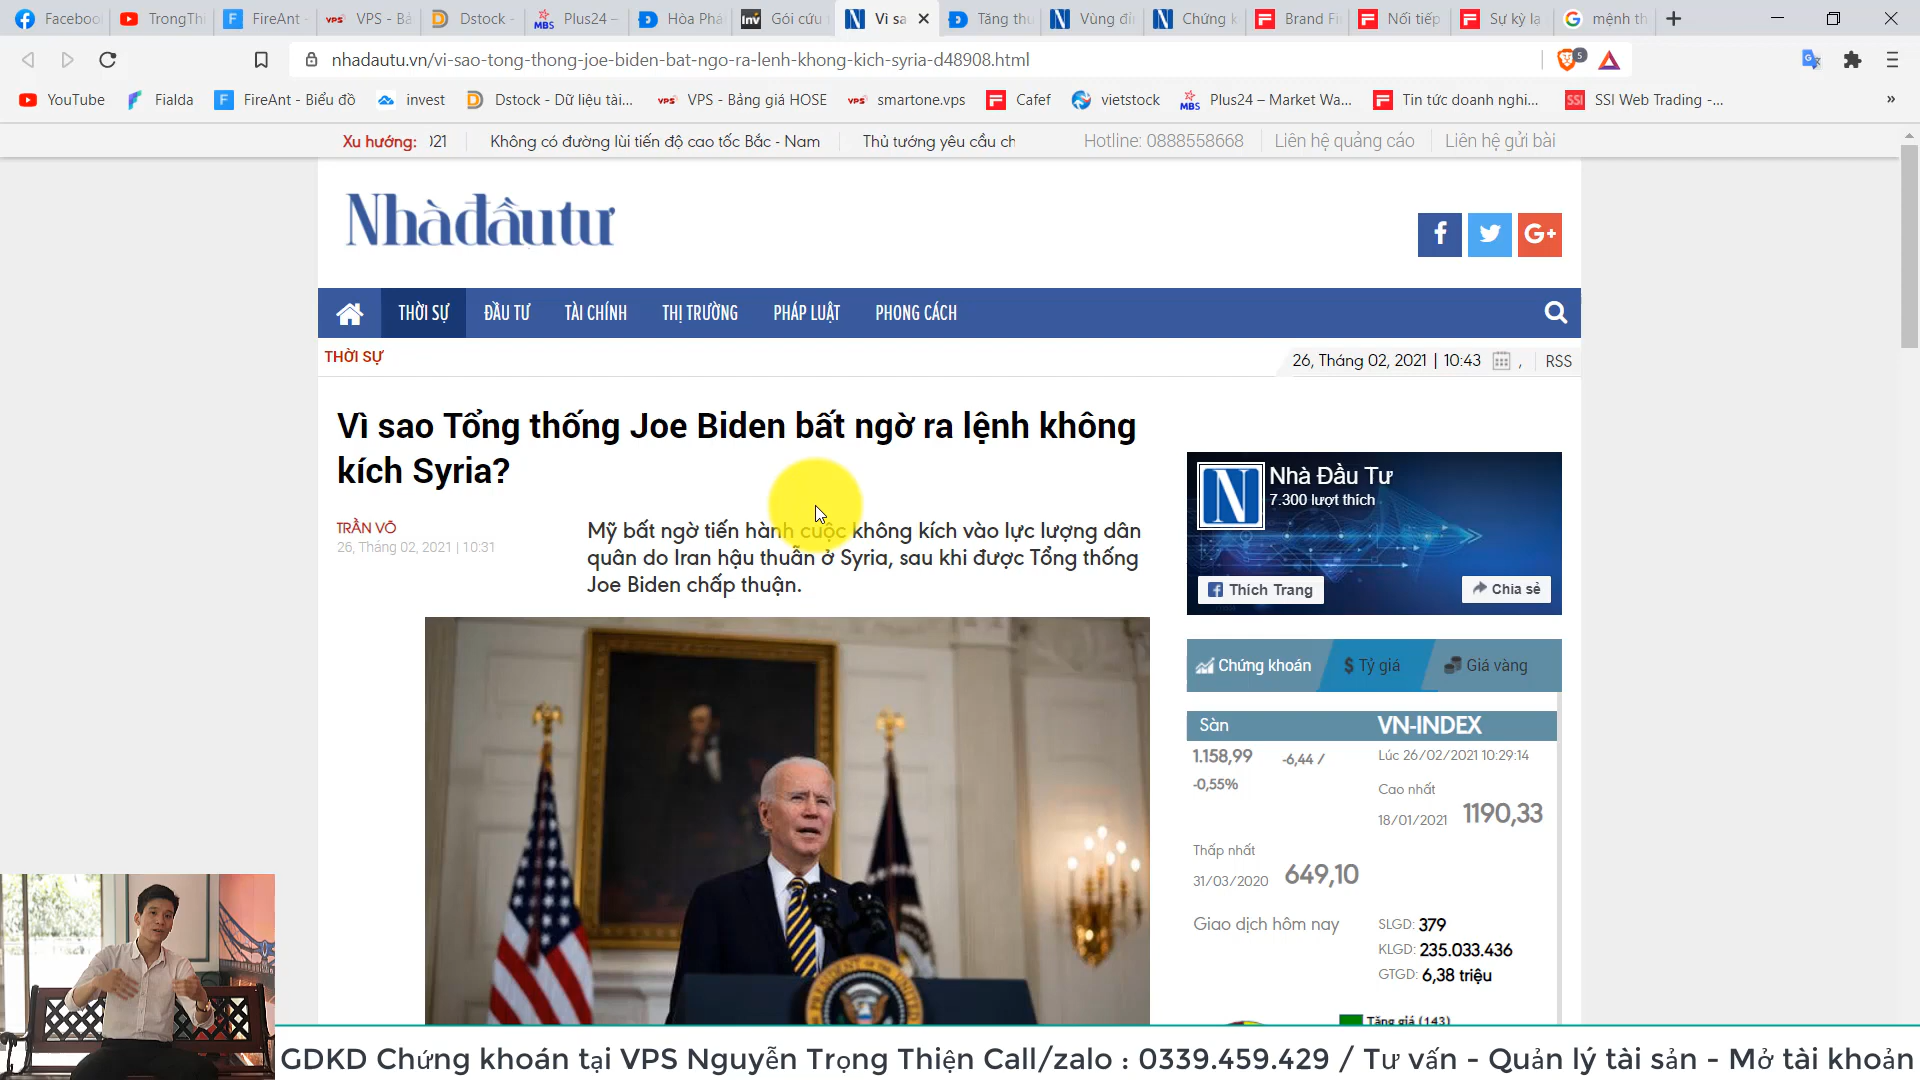 Facebo
TrongThi
FireAnt -
VPS - Bả
Dstock -
Plus24 –
Hòa Phá
Gói cứu t
Vì sa
Tăng thu
Vùng đỉ
Chứng k
Brand Fi
Nối tiếp
Sự kỳ lạ
mệnh th
nhadautu.vn/vi-sao-tong-thong-joe-biden-bat-ngo-ra-lenh-khong-kich-syria-d48908.html
5
YouTube
Fialda
FireAnt - Biểu đồ
invest
Dstock - Dữ liệu tài...
VPS - Bảng giá HOSE
smartone.vps
Cafef
vietstock
Plus24 – Market Wa...
Tin tức doanh nghi...
SSI Web Trading -...
Xu hướng:
2021
Không có đường lùi tiến độ cao tốc Bắc - Nam
Thủ tướng yêu cầu ch
Hotline: 0888558668
Liên hệ quảng cáo
Liên hệ gửi bài
Nhàđầutư
f
G+
THỜI SỰ
ĐẦU TƯ
TÀI CHÍNH
THỊ TRƯỜNG
PHÁP LUẬT
PHONG CÁCH
THỜI SỰ
26, Tháng 02, 2021 | 10:43
, RSS
Vì sao Tổng thống Joe Biden bất ngờ ra lệnh không
kích Syria?
TRẦN VÕ
26, Tháng 02, 2021 | 10:31
Mỹ bất ngờ tiến hành cuộc không kích vào lực lượng dân
quân do Iran hậu thuẫn ở Syria, sau khi được Tổng thống
Joe Biden chấp thuận.
N
Nhà Đầu Tư
7.300 lượt thích
Thích Trang
Chia sẻ
Chứng khoán
$ Tỷ giá
Giá vàng
Sàn
VN-INDEX
1.158,99
-6,44 /
-0,55%
Lúc 26/02/2021 10:29:14
Cao nhất
18/01/2021
1190,33
Thấp nhất
31/03/2020
649,10
Giao dịch hôm nay
SLGD: 379
KLGD: 235.033.436
GTGD: 6,38 triệu
Tăng giá (143)
GDKD Chứng khoán tại VPS Nguyễn Trọng Thiện Call/zalo : 0339.459.429 / Tư vấn - Quản lý tài sản - Mở tài khoản